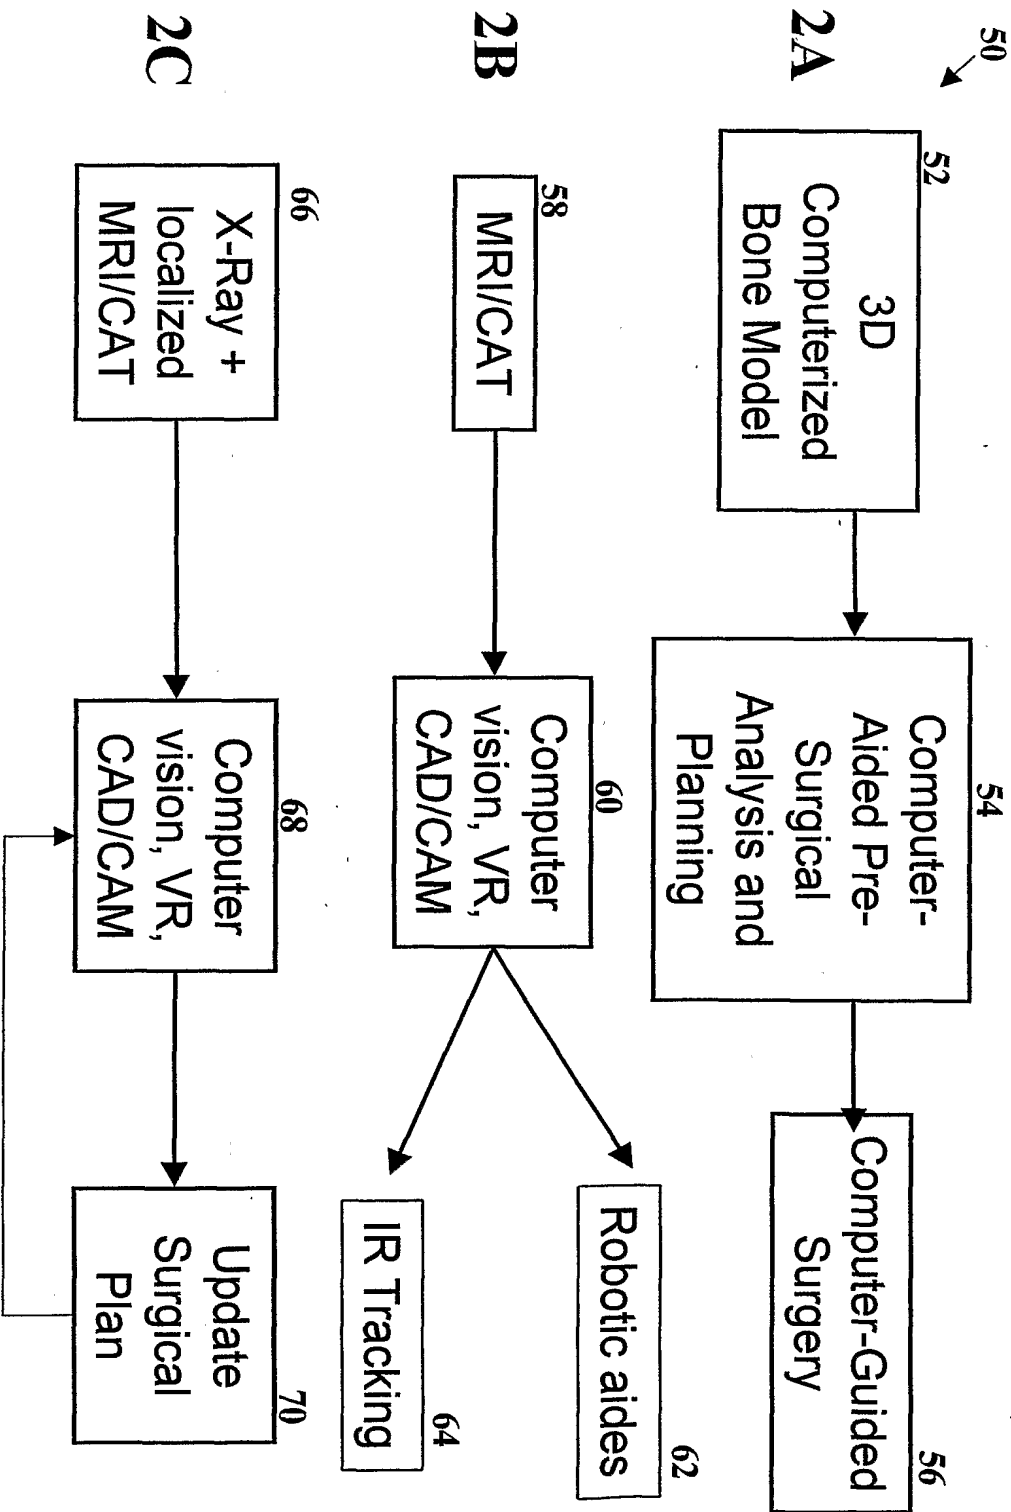 50
2A
52
3D
Computerized
Bone Model
54
Computer-
Aided Pre-
Surgical
Analysis and
Planning
56
Computer-Guided
Surgery
2B
58
MRI/CAT
60
Computer
vision, VR,
CAD/CAM
62
Robotic aides
64
IR Tracking
2C
66
X-Ray +
localized
MRI/CAT
68
Computer
vision, VR,
CAD/CAM
70
Update
Surgical
Plan